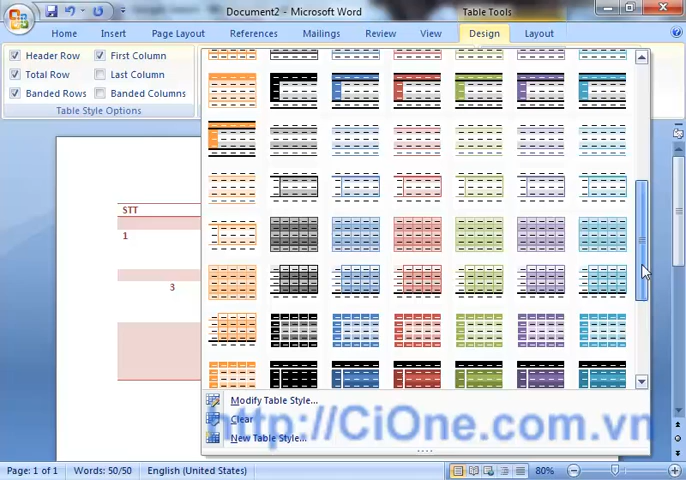 Document2 - Microsoft Word
Table Tools
Home
Insert
Page Layout
References
Mailings
Review
View
Design
Layout
Header Row
First Column
Total Row
Last Column
Banded Rows
Banded Columns
Table Style Options
STT
1
3
Modify Table Style...
Clear
New Table Style...
http://CiOne.com.vn
Page: 1 of 1
Words: 50/50
English (United States)
80%